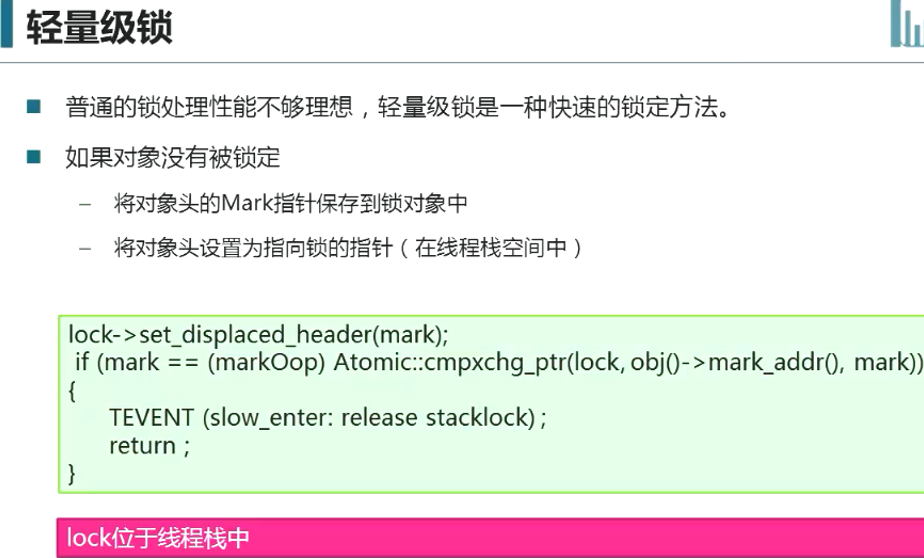 轻量级锁
普通的锁处理性能不够理想，轻量级锁是一种快速的锁定方法。
如果对象没有被锁定
– 将对象头的Mark指针保存到锁对象中
– 将对象头设置为指向锁的指针（在线程栈空间中）
lock->set_displaced_header(mark);
if (mark == (markOop) Atomic::cmpxchg_ptr(lock, obj()->mark_addr(), mark))
{
TEVENT (slow_enter: release stacklock) ;
return ;
}
lock位于线程栈中